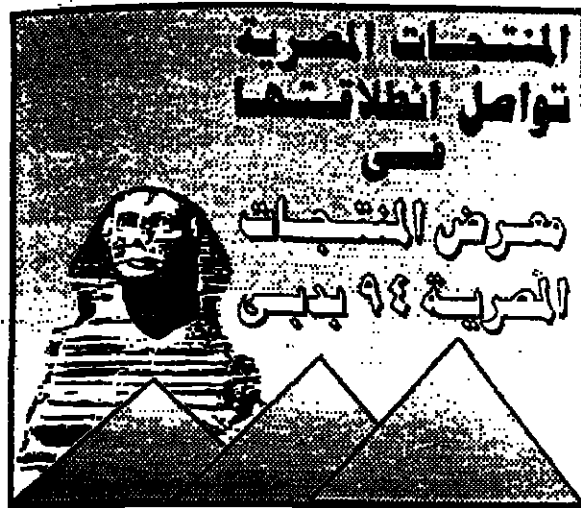 المنتجات المصرية
تواصل انطلاقتها
فى
معرض المنتجات
المصرية ٩٤ بدبى